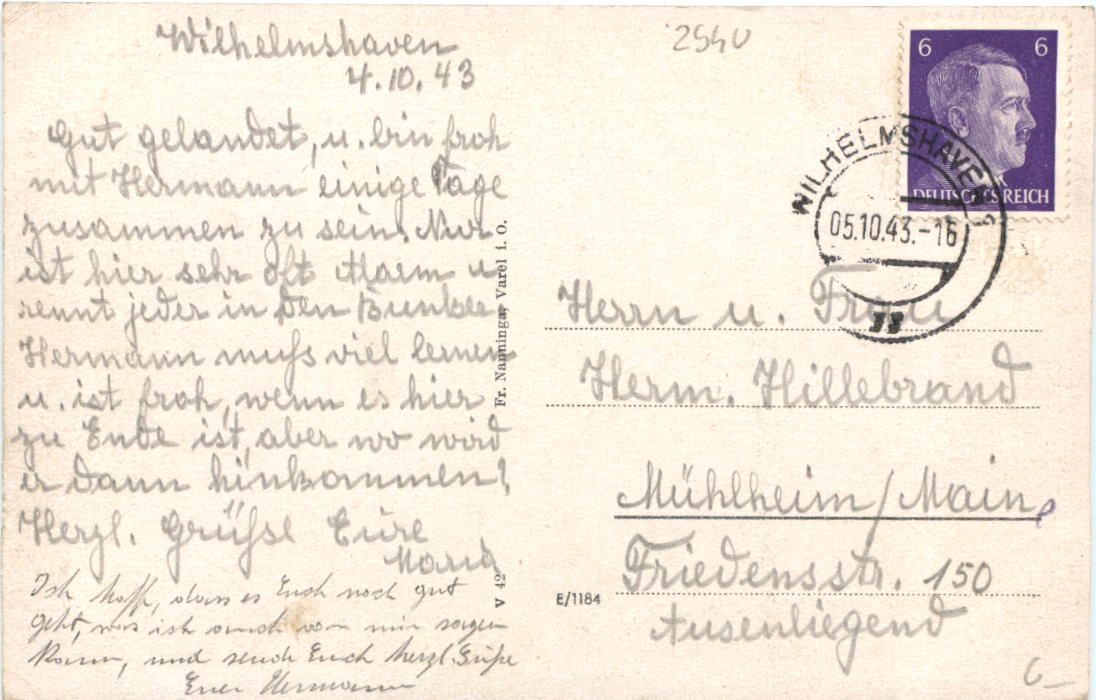 Wilhelmshaven
4.10.43
Gut gelandet, u. bin froh
mit Hermann einige Tage
zusammen zu sein. Nur
ist hier sehr oft Alarm u
rennt jeder in den Bunker
Hermann muß viel lernen
u. ist froh, wenn es hier
zu Ende ist, aber wo wird
er dann hinkommen!
Herzl. Grüße Eure
Maria
Ich hoffe, dass es Euch noch gut
geht, was ich auch von mir sagen
kann, und sende Euch herzl. Grüße
Euer Hermann
Fr. Nanninga, Varel i. O.
V 42
E/1184
2540
6 6
DEUTSCHES REICH
WILHELMSHAVEN
05.10.43.-16
Herrn u. Frau
Herm. Hillebrand
Mühlheim/Main
Friedensstr. 150
Ausenliegend
6-